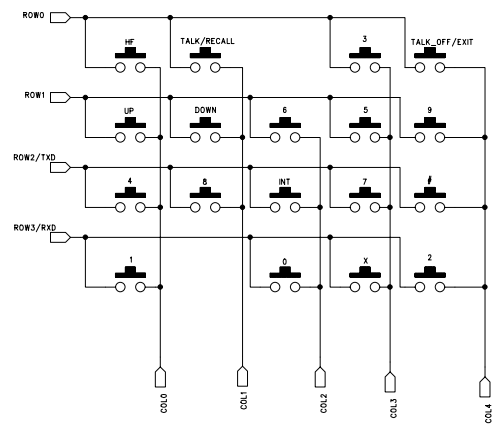 ROW0
HF TALK/RECALL 3 TALK_OFF/EXIT
ROW1
UP DOWN 6 5 9
ROW2/TXD
4 8 INT 7 #
ROW3/RXD
1 0 X 2
COL0 COL1 COL2 COL3 COL4